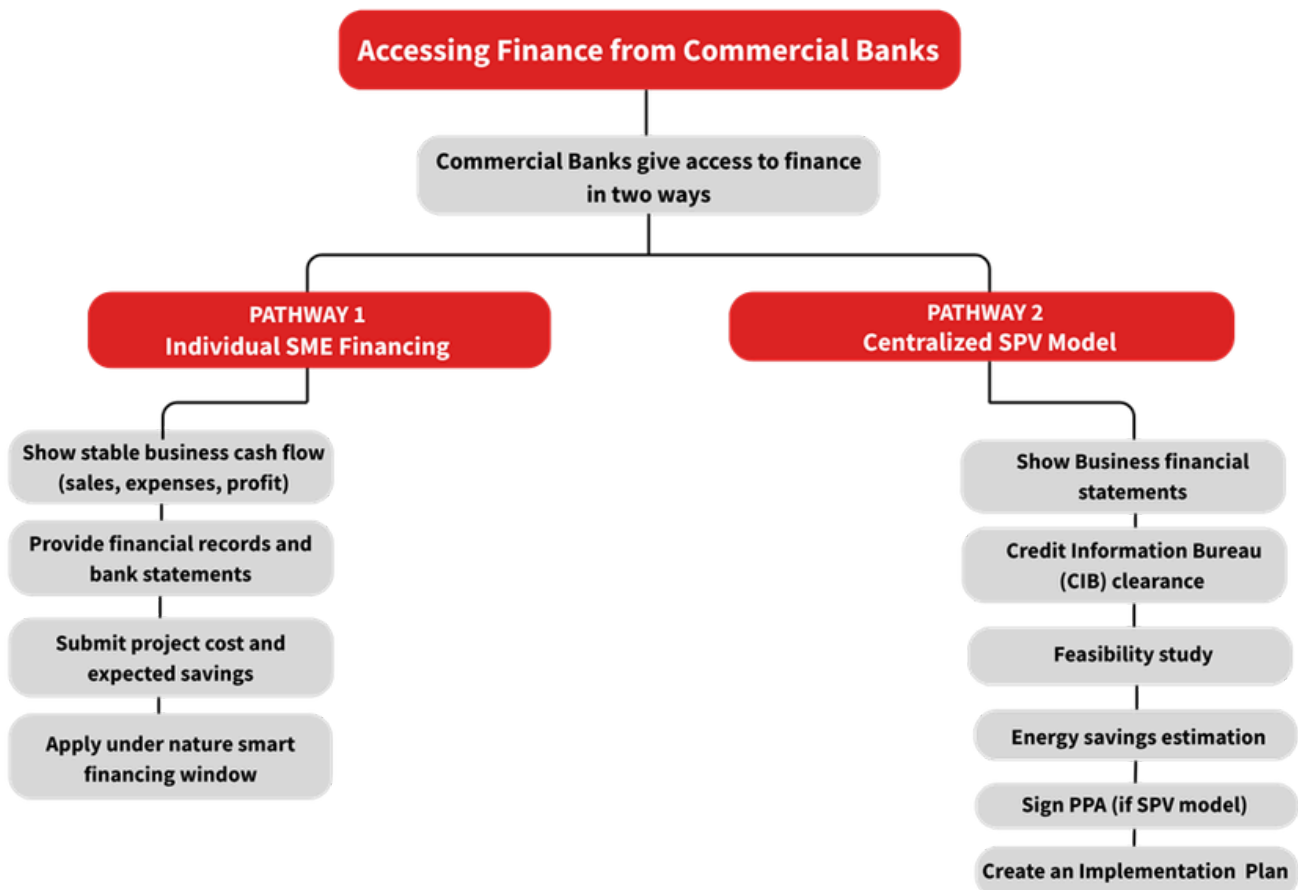 Accessing Finance from Commercial Banks
Commercial Banks give access to finance
in two ways
PATHWAY 1
Individual SME Financing
Show stable business cash flow
(sales, expenses, profit)
Provide financial records and
bank statements
Submit project cost and
expected savings
Apply under nature smart
financing window
PATHWAY 2
Centralized SPV Model
Show Business financial
statements
Credit Information Bureau
(CIB) clearance
Feasibility study
Energy savings estimation
Sign PPA (if SPV model)
Create an Implementation Plan